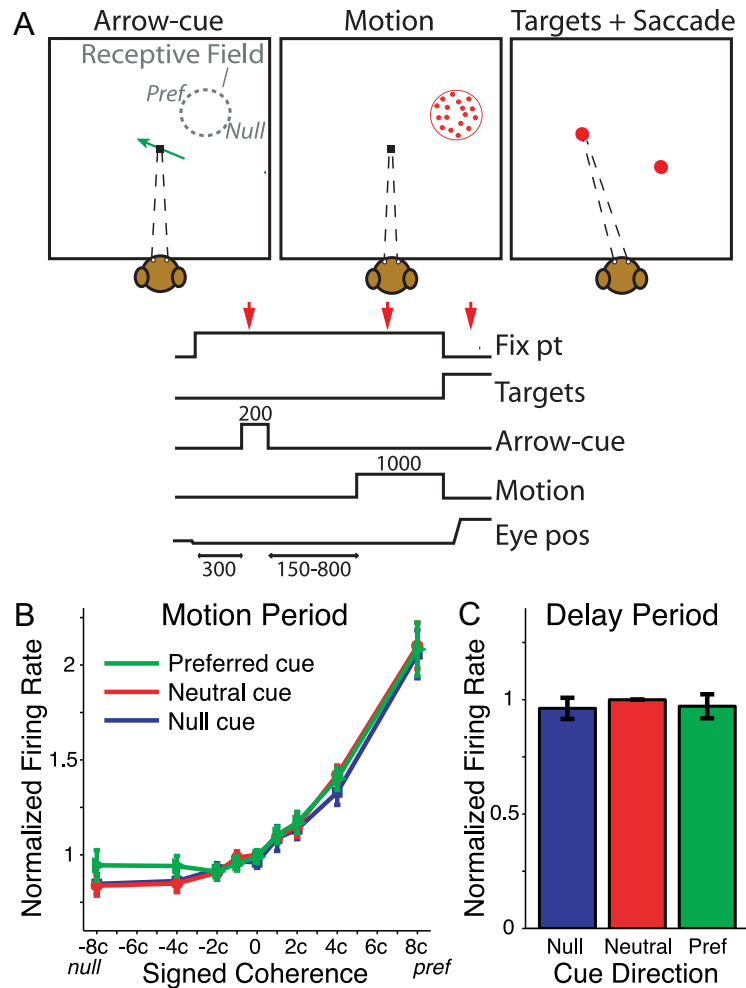 A
Arrow-cue
Motion
Targets + Saccade
Receptive Field
Pref
Null
Fix pt
Targets
200
Arrow-cue
1000
Motion
Eye pos
300
150-800
B
Motion Period
Normalized Firing Rate
2
1.5
1
Preferred cue
Neutral cue
Null cue
-8c -6c -4c -2c 0 2c 4c 6c 8c
null
Signed Coherence
pref
C
Delay Period
Normalized Firing Rate
1
0.5
0
Null Neutral Pref
Cue Direction